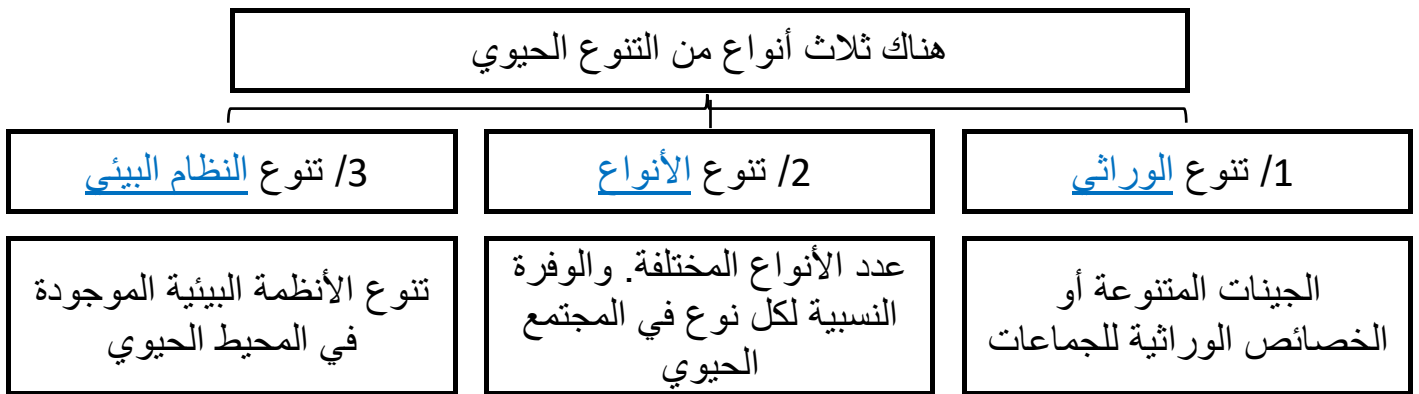 هناك ثلاث أنواع من التنوع الحيوي
1/ تنوع الوراثي
2/ تنوع الأنواع
3/ تنوع النظام البيئي
الجينات المتنوعة أو
الخصائص الوراثية للجماعات
عدد الأنواع المختلفة. والوفرة
النسبية لكل نوع في المجتمع
الحيوي
تنوع الأنظمة البيئية الموجودة
في المحيط الحيوي